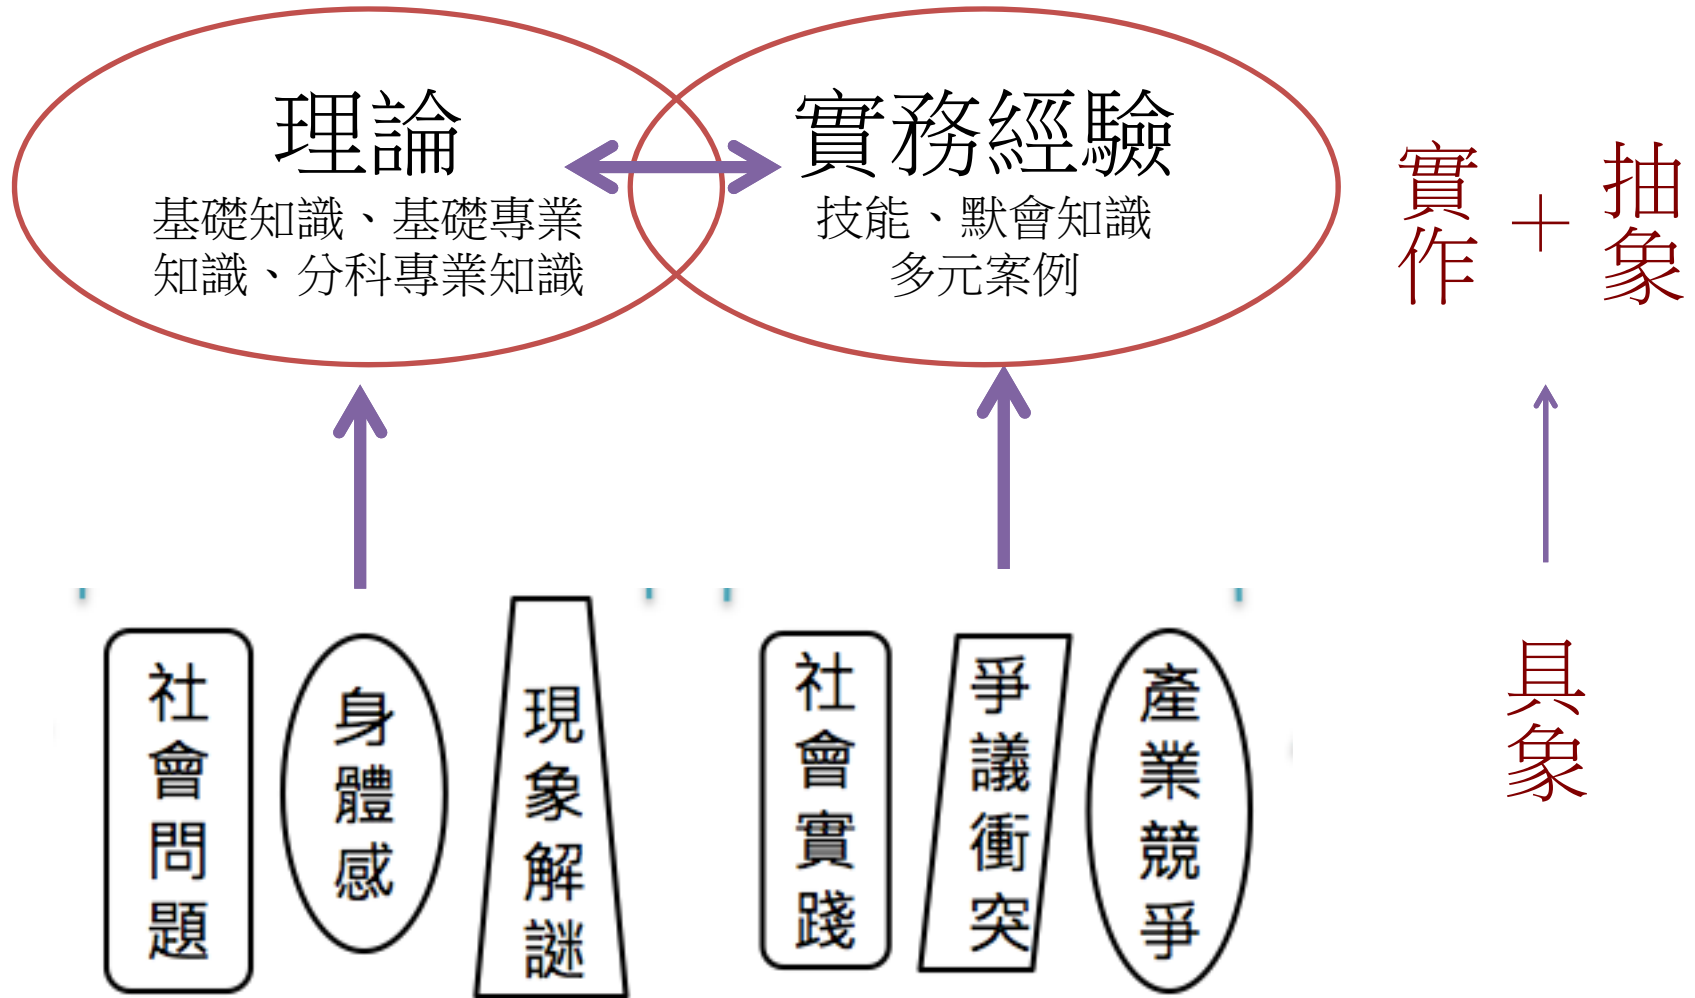 理論
基礎知識、基礎專業
知識、分科專業知識
實務經驗
技能、默會知識
多元案例
實作
+
抽象
社會問題
身體感
現象解謎
社會實踐
爭議衝突
產業競爭
具象